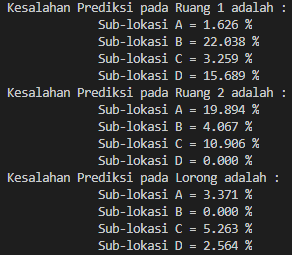 Kesalahan Prediksi pada Ruang 1 adalah :
Sub-lokasi A = 1.626 %
Sub-lokasi B = 22.038 %
Sub-lokasi C = 3.259 %
Sub-lokasi D = 15.689 %
Kesalahan Prediksi pada Ruang 2 adalah :
Sub-lokasi A = 19.894 %
Sub-lokasi B = 4.067 %
Sub-lokasi C = 10.906 %
Sub-lokasi D = 0.000 %
Kesalahan Prediksi pada Lorong adalah :
Sub-lokasi A = 3.371 %
Sub-lokasi B = 0.000 %
Sub-lokasi C = 5.263 %
Sub-lokasi D = 2.564 %